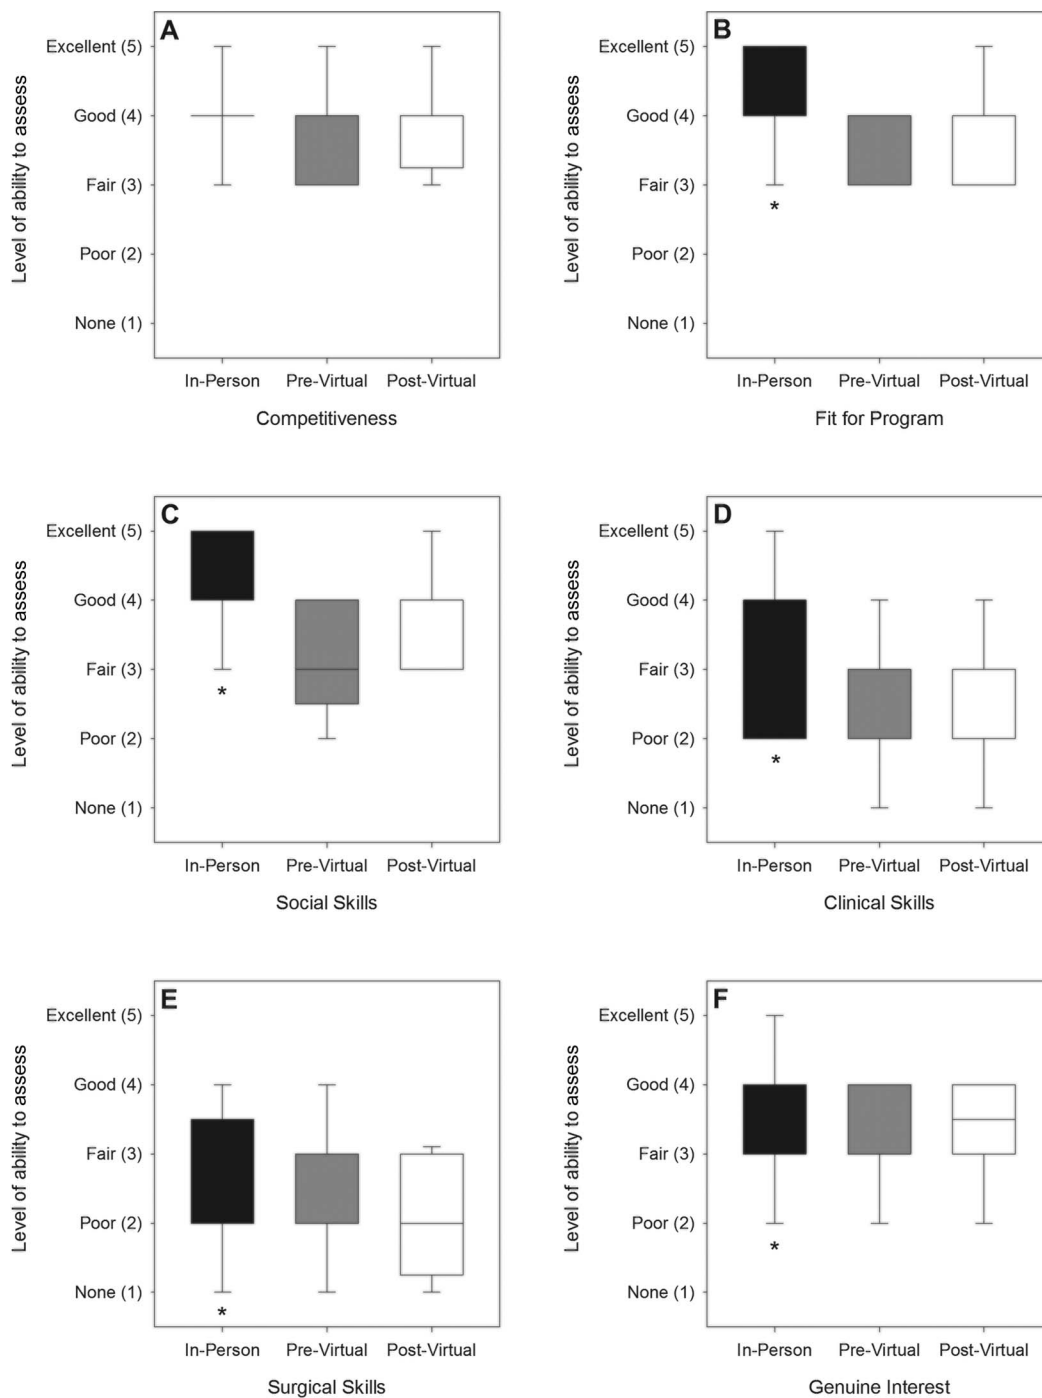 A
Level of ability to assess
Excellent (5)
Good (4)
Fair (3)
Poor (2)
None (1)
In-Person Pre-Virtual Post-Virtual
Competitiveness
B
Level of ability to assess
Excellent (5)
Good (4)
Fair (3)
Poor (2)
None (1)
*
In-Person Pre-Virtual Post-Virtual
Fit for Program
C
Level of ability to assess
Excellent (5)
Good (4)
Fair (3)
Poor (2)
None (1)
*
In-Person Pre-Virtual Post-Virtual
Social Skills
D
Level of ability to assess
Excellent (5)
Good (4)
Fair (3)
Poor (2)
None (1)
*
In-Person Pre-Virtual Post-Virtual
Clinical Skills
E
Level of ability to assess
Excellent (5)
Good (4)
Fair (3)
Poor (2)
None (1)
*
In-Person Pre-Virtual Post-Virtual
Surgical Skills
F
Level of ability to assess
Excellent (5)
Good (4)
Fair (3)
Poor (2)
None (1)
*
In-Person Pre-Virtual Post-Virtual
Genuine Interest